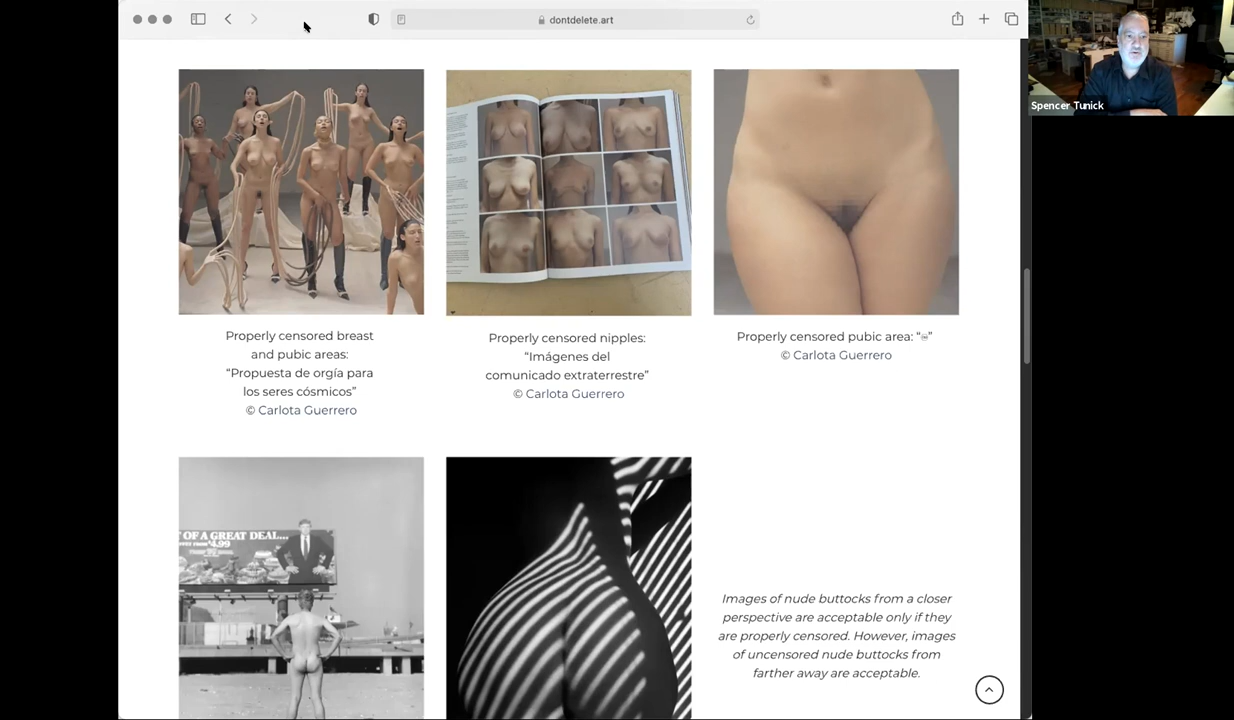 dontdelete.art
Spencer Tunick
Properly censored breast
and pubic areas:
“Propuesta de orgía para
los seres cósmicos”
© Carlota Guerrero
Properly censored nipples:
“Imágenes del
comunicado extraterrestre”
© Carlota Guerrero
Properly censored pubic area: “♾”
© Carlota Guerrero
OF A GREAT DEAL....
$4.99
Images of nude buttocks from a closer
perspective are acceptable only if they
are properly censored. However, images
of uncensored nude buttocks from
farther away are acceptable.